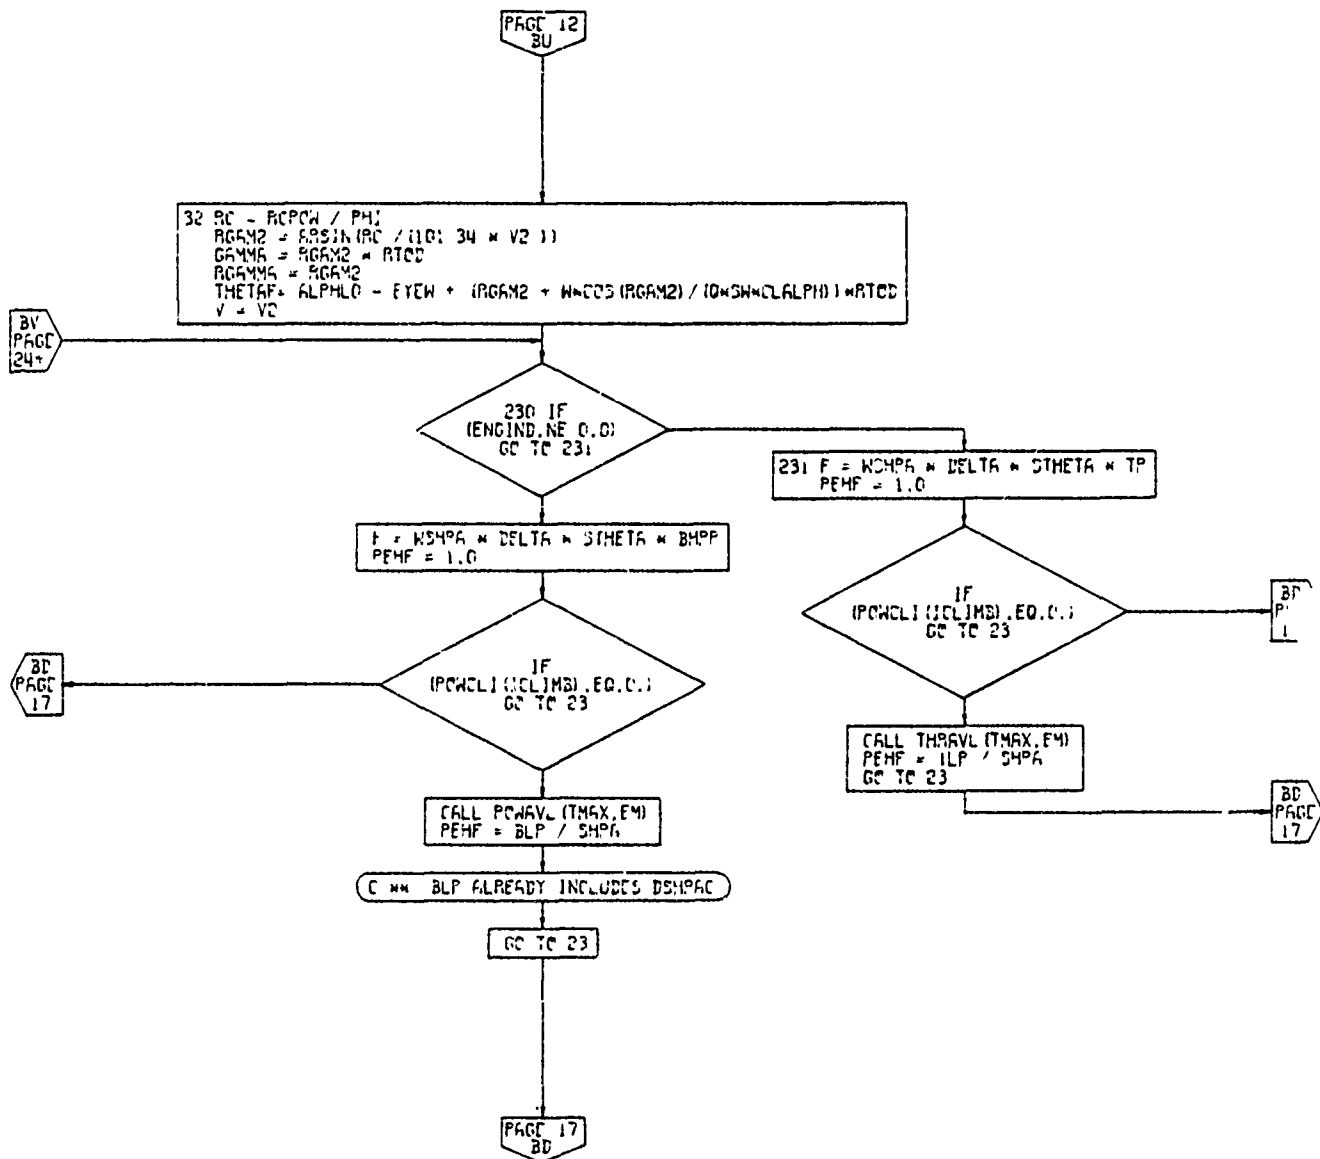 PAGE 12
BU
32 RC = RCPOW / PHI
RGAM2 = ARSIN(RC /(101.34 * V2 ))
GAMMA = RGAM2 * RTOD
RGAMMA = RGAM2
THETAF= ALPHLO - EYEW + (RGAM2 + W*COS(RGAM2)/(Q*SW*CLALPH))*RTOD
V = V2
BV
PAGE
24+
230 IF
(ENGIND.NE.0.0)
GO TO 231
231 F = WSHPA * DELTA * STHETA * TP
PEHF = 1.0
F = WSHPA * DELTA * STHETA * BHPP
PEHF = 1.0
IF
(POWCLI(ICLIMB).EQ.0.)
GO TO 23
BD
P
1
IF
(POWCLI(ICLIMB).EQ.0.)
GO TO 23
BD
PAGE
17
CALL THRAVL(TMAX,EM)
PEHF = TLP / SHPA
GO TO 23
CALL POWAVL(TMAX,EM)
PEHF = BLP / SHPA
BD
PAGE
17
C ** BLP ALREADY INCLUDES DSHPAC
GO TO 23
PAGE 17
BD